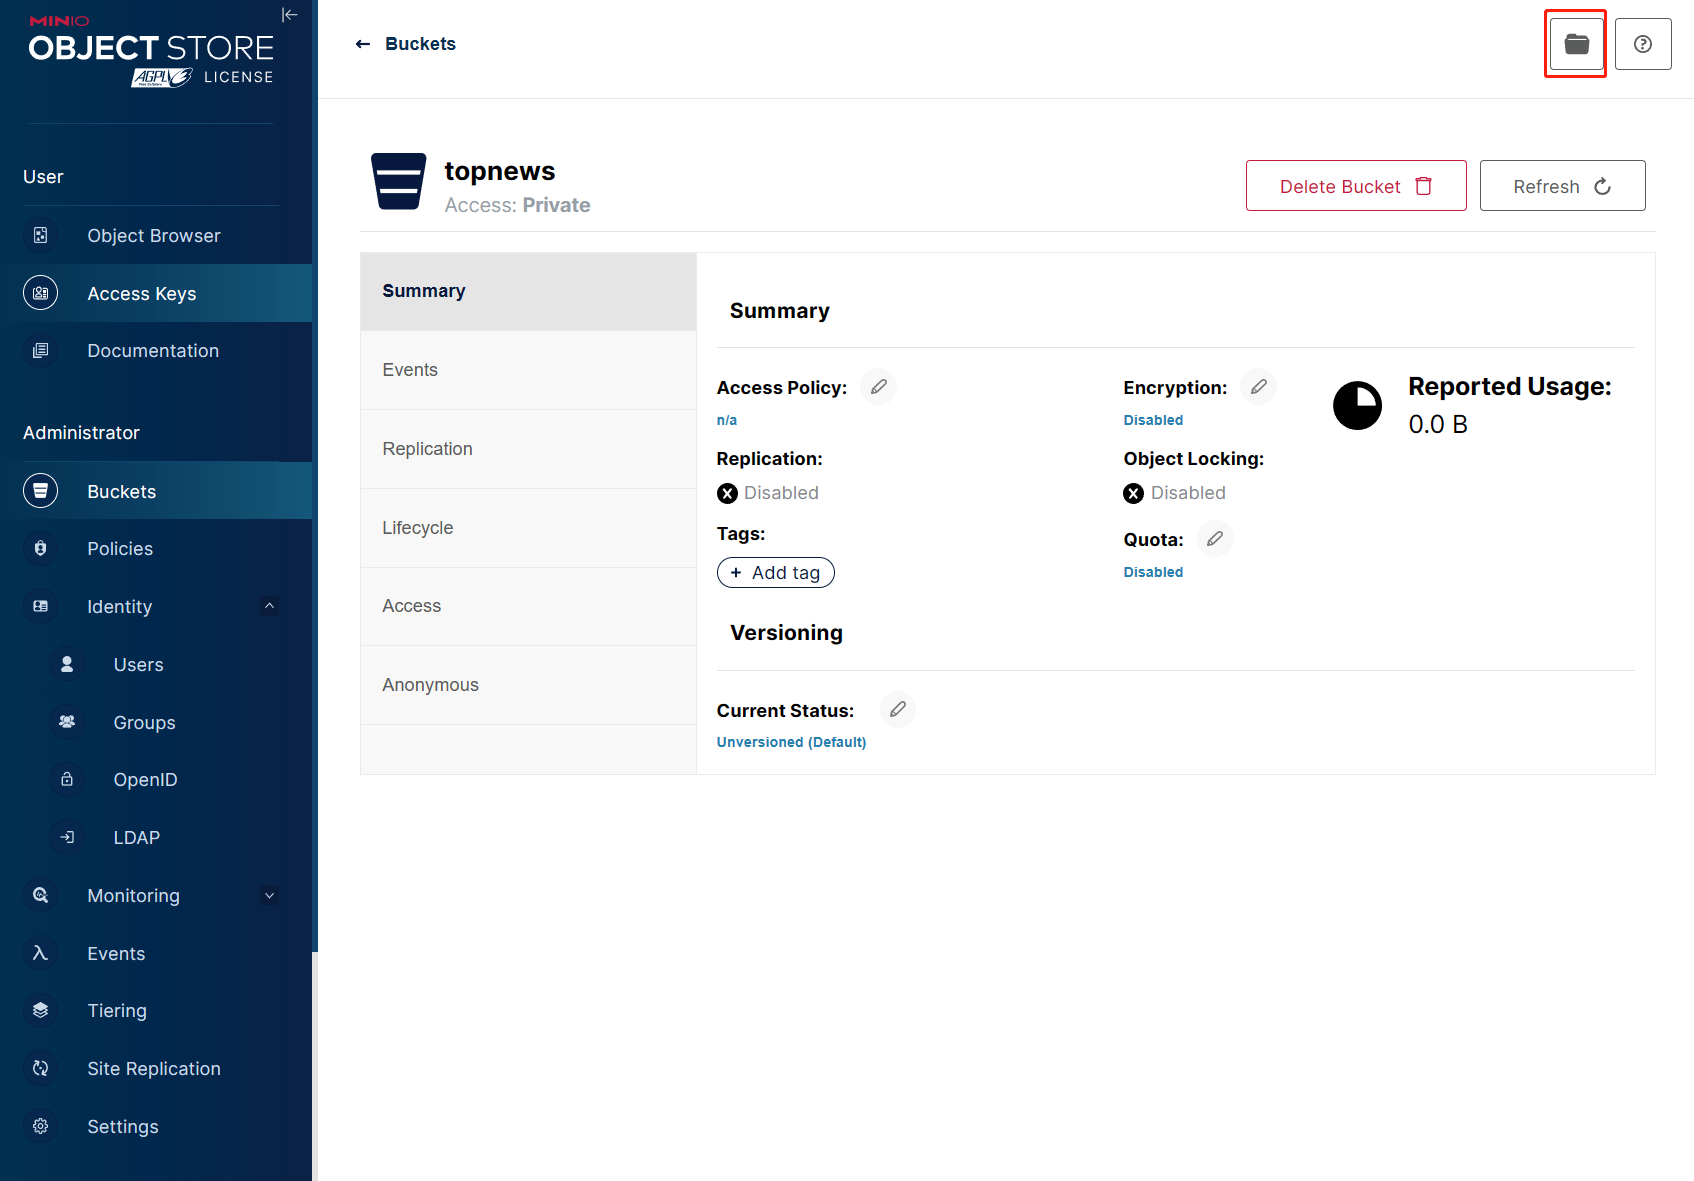 MINIO
OBJECT STORE
AGPLv3 LICENSE
User
Object Browser
Access Keys
Documentation
Administrator
Buckets
Policies
Identity
Users
Groups
OpenID
LDAP
Monitoring
Events
Tiering
Site Replication
Settings
Buckets
topnews
Access: Private
Delete Bucket
Refresh
Summary
Events
Replication
Lifecycle
Access
Anonymous
Summary
Access Policy:
n/a
Encryption:
Disabled
Reported Usage:
0.0 B
Replication:
Disabled
Object Locking:
Disabled
Tags:
+ Add tag
Quota:
Disabled
Versioning
Current Status:
Unversioned (Default)